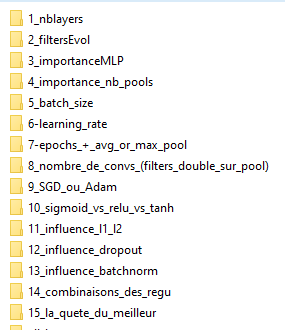 1_nblayers
2_filtersEvol
3_importanceMLP
4_importance_nb_pools
5_batch_size
6-learning_rate
7-epochs_+_avg_or_max_pool
8_nombre_de_convs_(filters_double_sur_pool)
9_SGD_ou_Adam
10_sigmoid_vs_relu_vs_tanh
11_influence_l1_l2
12_influence_dropout
13_influence_batchnorm
14_combinaisons_des_regu
15_la_quete_du_meilleur